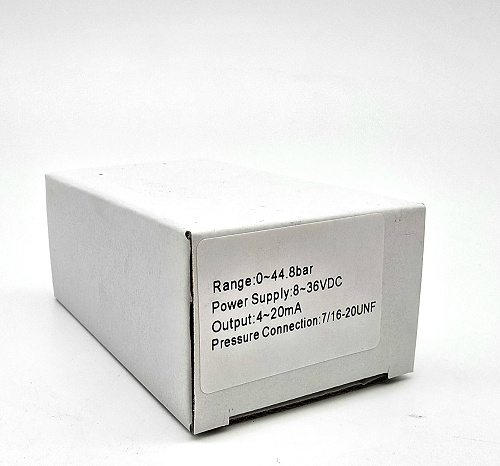 Range:0~44.8bar
Power Supply:8~36VDC
Output:4~20mA
Pressure Connection:7/16-20UNF